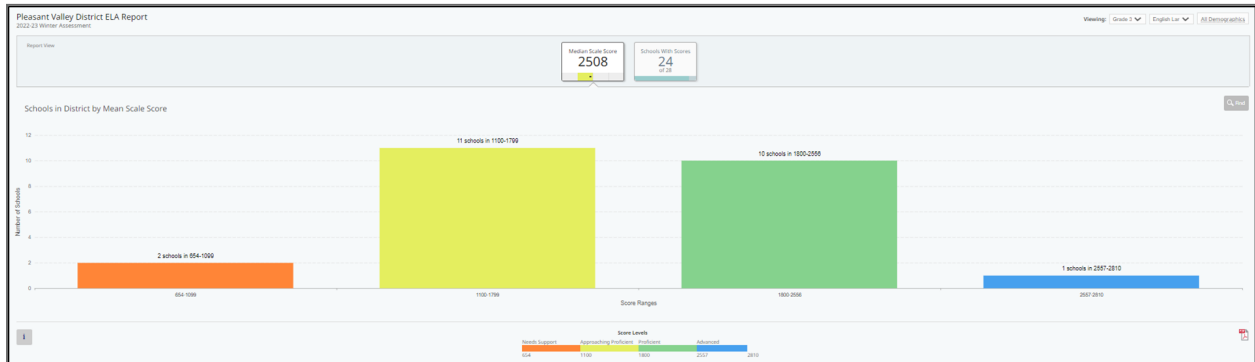 Pleasant Valley District ELA Report
2022-23 Winter Assessment
Viewing: Grade 3 English Lar All Demographics
Report View
Median Scale Score
2508
Schools With Scores
24
of 28
Schools in District by Mean Scale Score
Find
12
10
8
6
4
2
0
Number of Schools
2 schools in 654-1099
11 schools in 1100-1799
10 schools in 1800-2556
1 schools in 2557-2810
654-1099
1100-1799
1800-2556
2557-2810
Score Ranges
Score Levels
Needs Support Approaching Proficient Proficient Advanced
654 1100 1800 2557 2810